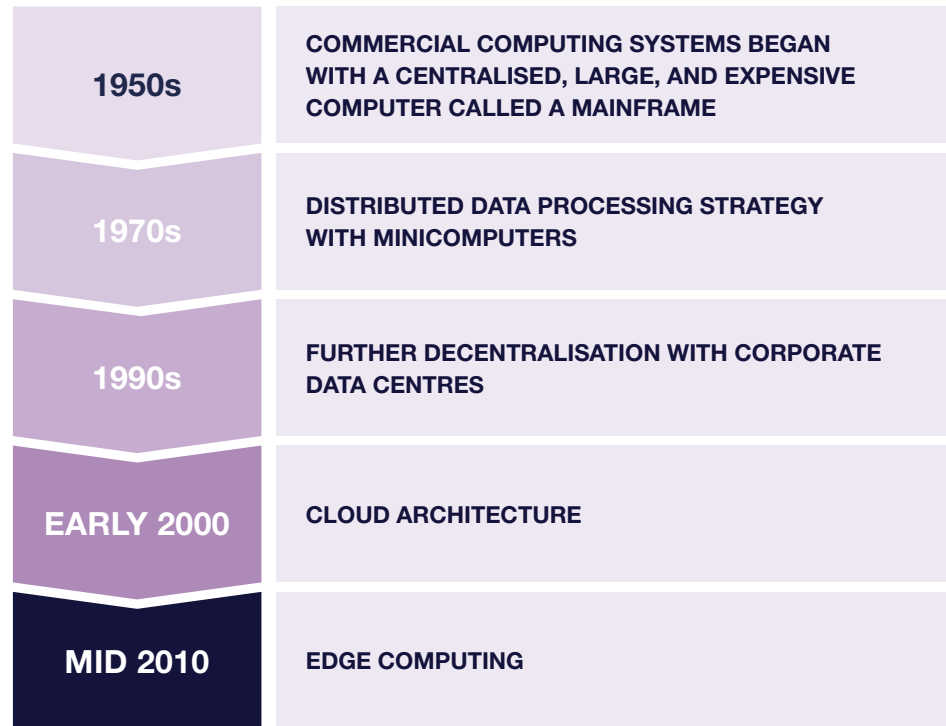 1950s
COMMERCIAL COMPUTING SYSTEMS BEGAN
WITH A CENTRALISED, LARGE, AND EXPENSIVE
COMPUTER CALLED A MAINFRAME
1970s
DISTRIBUTED DATA PROCESSING STRATEGY
WITH MINICOMPUTERS
1990s
FURTHER DECENTRALISATION WITH CORPORATE
DATA CENTRES
EARLY 2000
CLOUD ARCHITECTURE
MID 2010
EDGE COMPUTING